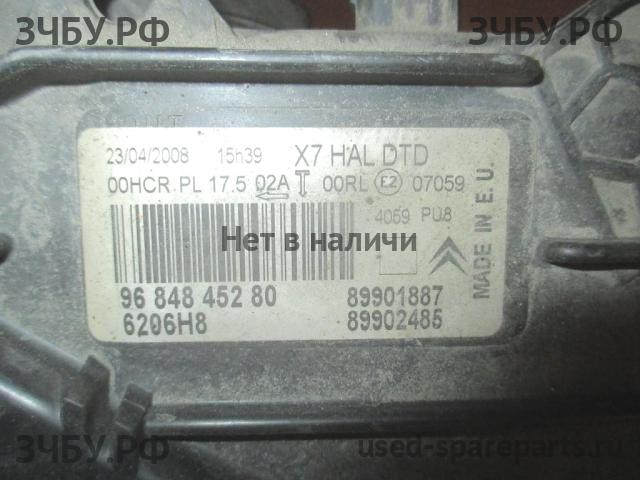 ЗЧБУ.РФ ЗЧБУ.РФ
23/04/2008 15h39 X7 HAL DTD
00HCR PL 17.5 02A 00RL E2 07059
4059 PU8
MADE IN E.U.
Нет в наличии
96 848 452 80 89901887
6206H8 89902485
ЗЧБУ.РФ used-spareparts.ru